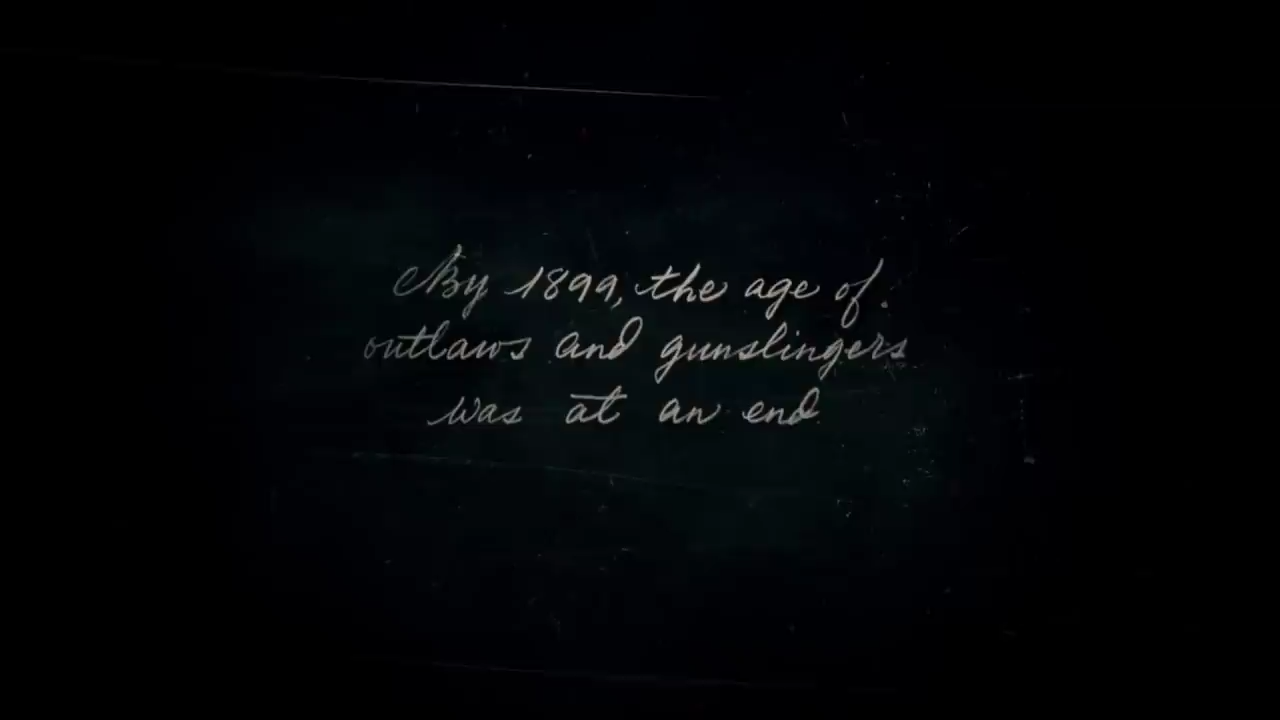 By 1899, the age of
outlaws and gunslingers
was at an end